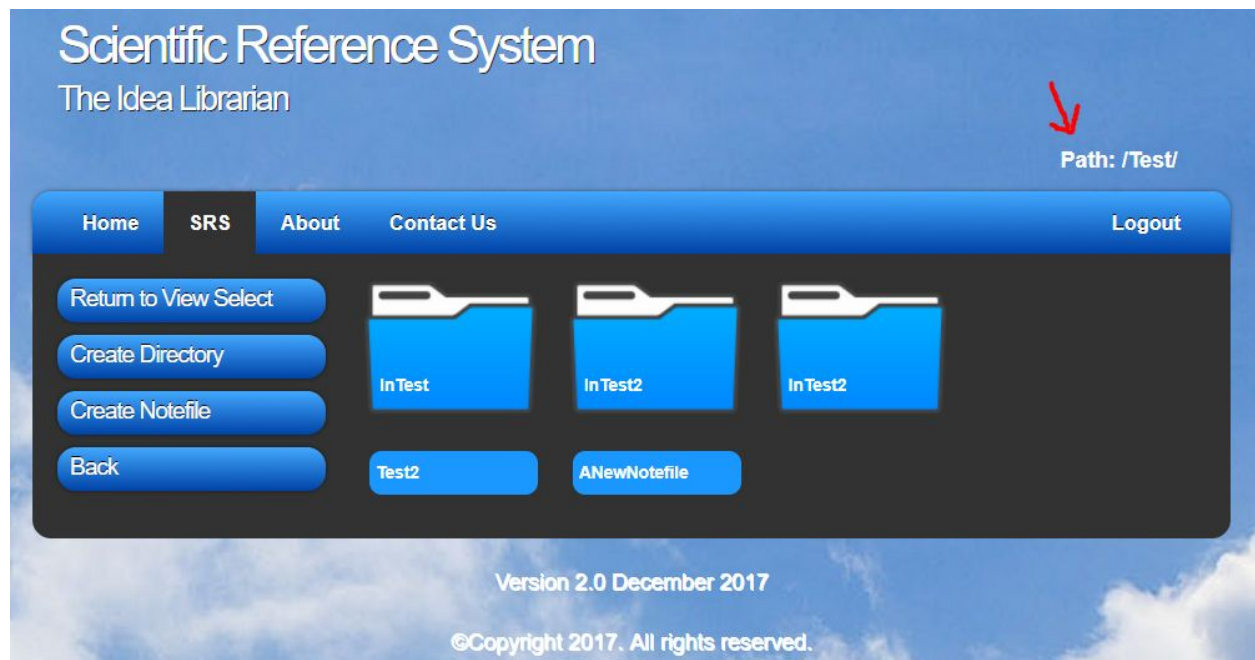 Scientific Reference System
The Idea Librarian
Path: /Test/
Home SRS About Contact Us Logout
Return to View Select
Create Directory
Create Notefile
Back
InTest InTest2 InTest2
Test2 ANewNotefile
Version 2.0 December 2017
©Copyright 2017. All rights reserved.